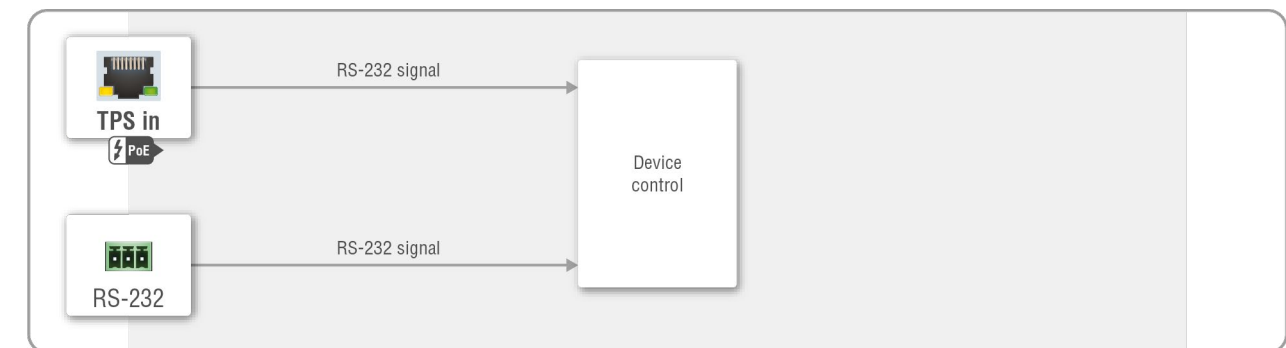 RS-232 signal
TPS in
PoE
Device
control
RS-232 signal
RS-232